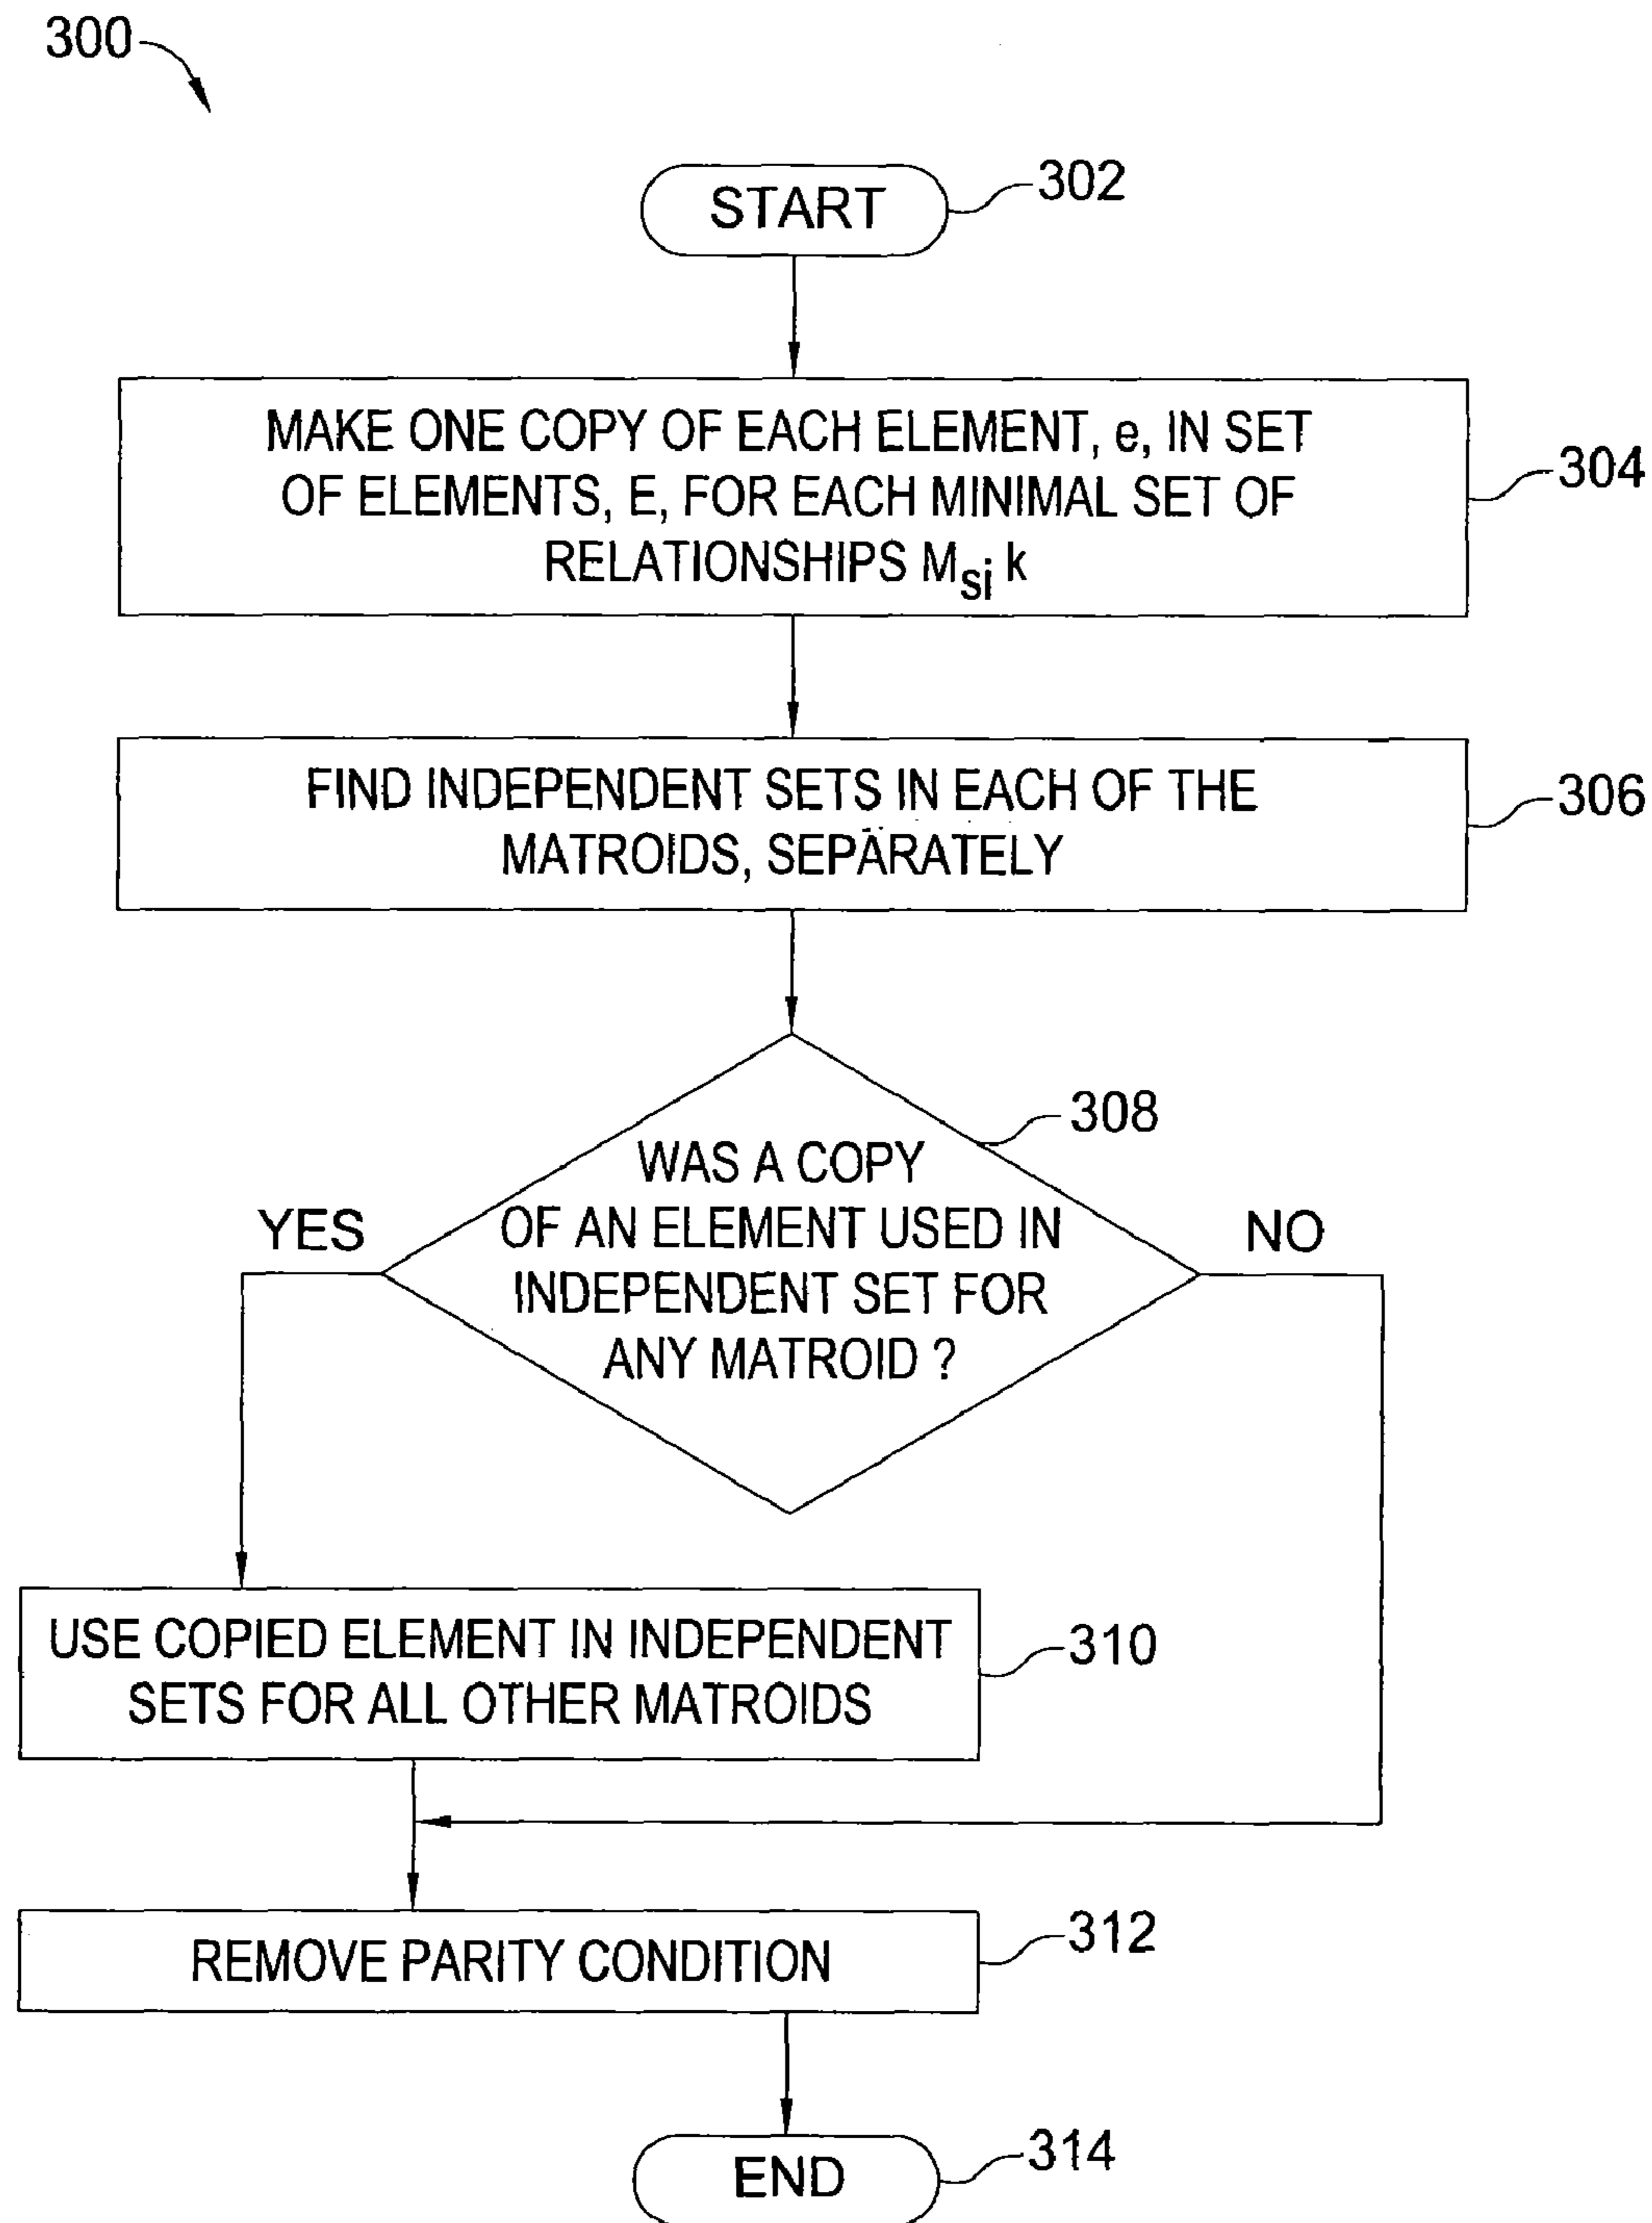 300
START
302
MAKE ONE COPY OF EACH ELEMENT, e, IN SET
OF ELEMENTS, E, FOR EACH MINIMAL SET OF
RELATIONSHIPS Msi k
304
FIND INDEPENDENT SETS IN EACH OF THE
MATROIDS, SEPARATELY
306
308
WAS A COPY
OF AN ELEMENT USED IN
INDEPENDENT SET FOR
ANY MATROID ?
YES
NO
USE COPIED ELEMENT IN INDEPENDENT
SETS FOR ALL OTHER MATROIDS
310
REMOVE PARITY CONDITION
312
END
314